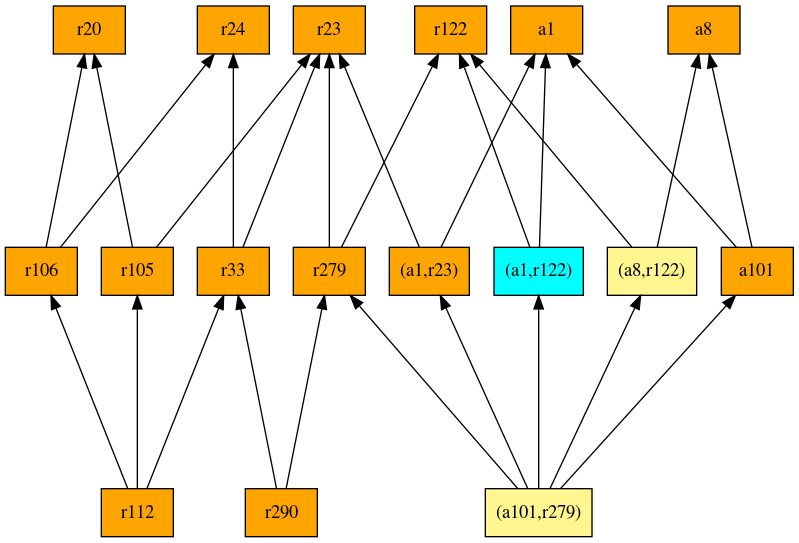 r20 r24 r23 r122 a1 a8
r106 r105 r33 r279 (a1,r23) (a1,r122) (a8,r122) a101
r112 r290 (a101,r279)